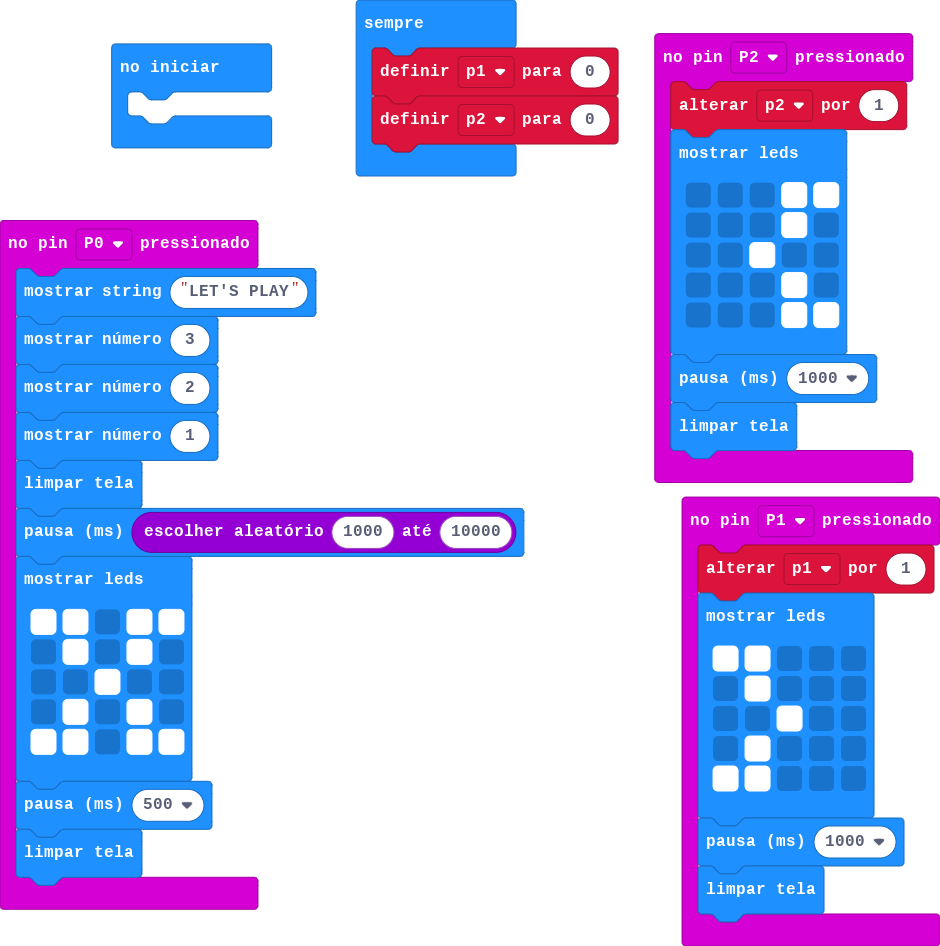 no iniciar
sempre
definir p1 para 0
definir p2 para 0
no pin P2 pressionado
alterar p2 por 1
mostrar leds
pausa (ms) 1000
limpar tela
no pin P0 pressionado
mostrar string "LET'S PLAY"
mostrar número 3
mostrar número 2
mostrar número 1
limpar tela
pausa (ms) escolher aleatório 1000 até 10000
mostrar leds
pausa (ms) 500
limpar tela
no pin P1 pressionado
alterar p1 por 1
mostrar leds
pausa (ms) 1000
limpar tela